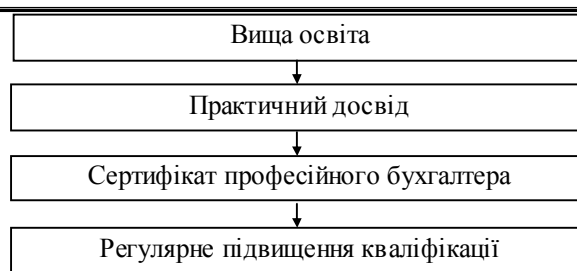 Вища освіта
Практичний досвід
Сертифікат професійного бухгалтера
Регулярне підвищення кваліфікації